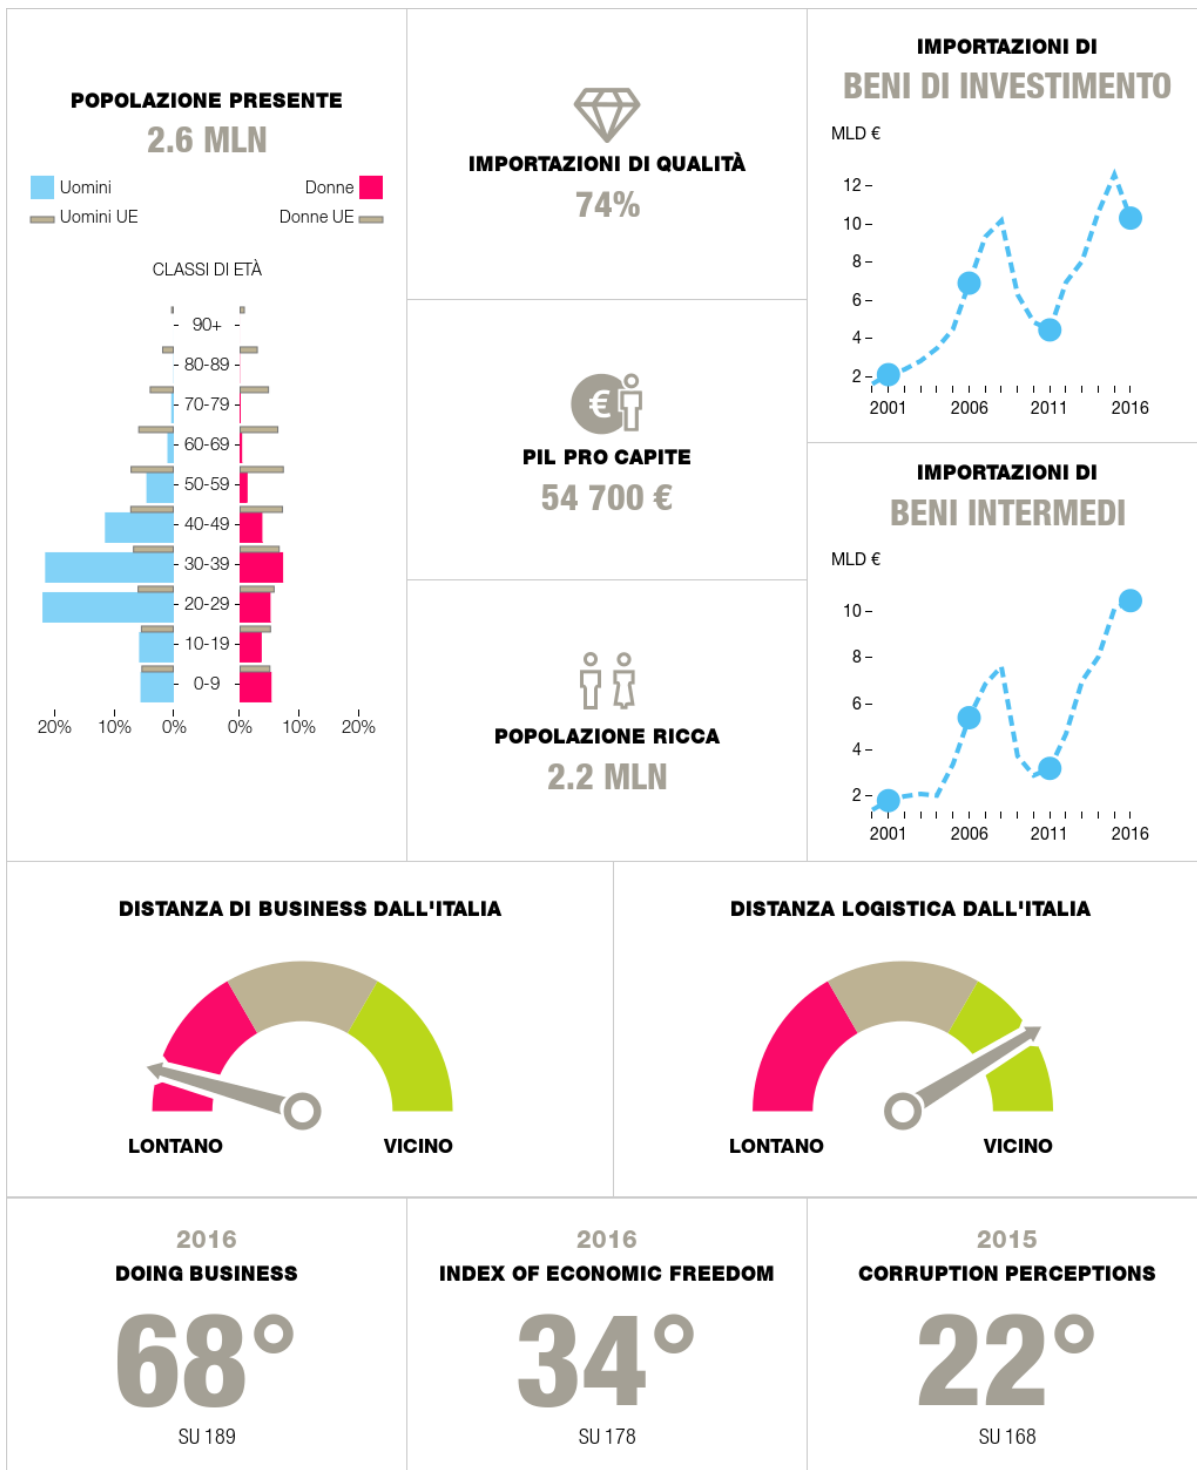 POPOLAZIONE PRESENTE
2.6 MLN
Uomini
Donne
Uomini UE
Donne UE
CLASSI DI ETÀ
90+
80-89
70-79
60-69
50-59
40-49
30-39
20-29
10-19
0-9
20% 10% 0% 0% 10% 20%
IMPORTAZIONI DI QUALITÀ
74%
€
PIL PRO CAPITE
54 700 €
POPOLAZIONE RICCA
2.2 MLN
IMPORTAZIONI DI
BENI DI INVESTIMENTO
MLD €
12
10
8
6
4
2
2001 2006 2011 2016
IMPORTAZIONI DI
BENI INTERMEDI
MLD €
10
8
6
4
2
2001 2006 2011 2016
DISTANZA DI BUSINESS DALL'ITALIA
LONTANO VICINO
DISTANZA LOGISTICA DALL'ITALIA
LONTANO VICINO
2016
DOING BUSINESS
68°
SU 189
2016
INDEX OF ECONOMIC FREEDOM
34°
SU 178
2015
CORRUPTION PERCEPTIONS
22°
SU 168